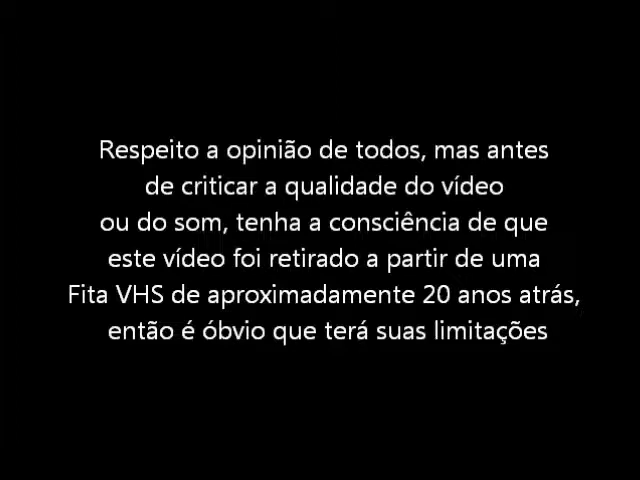 Respeito a opinião de todos, mas antes
de criticar a qualidade do vídeo
ou do som, tenha a consciência de que
este vídeo foi retirado a partir de uma
Fita VHS de aproximadamente 20 anos atrás,
então é óbvio que terá suas limitações